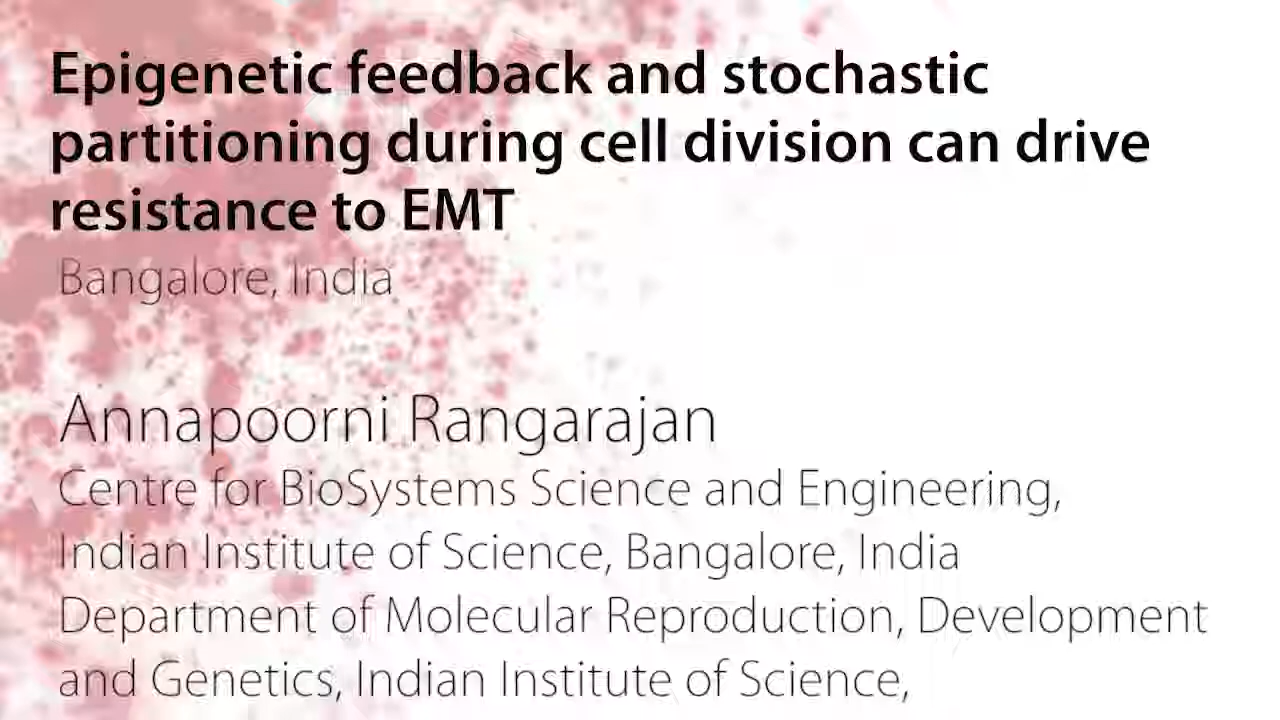 Epigenetic feedback and stochastic
partitioning during cell division can drive
resistance to EMT
Bangalore, India
Annapoorni Rangarajan
Centre for BioSystems Science and Engineering,
Indian Institute of Science, Bangalore, India
Department of Molecular Reproduction, Development
and Genetics, Indian Institute of Science,